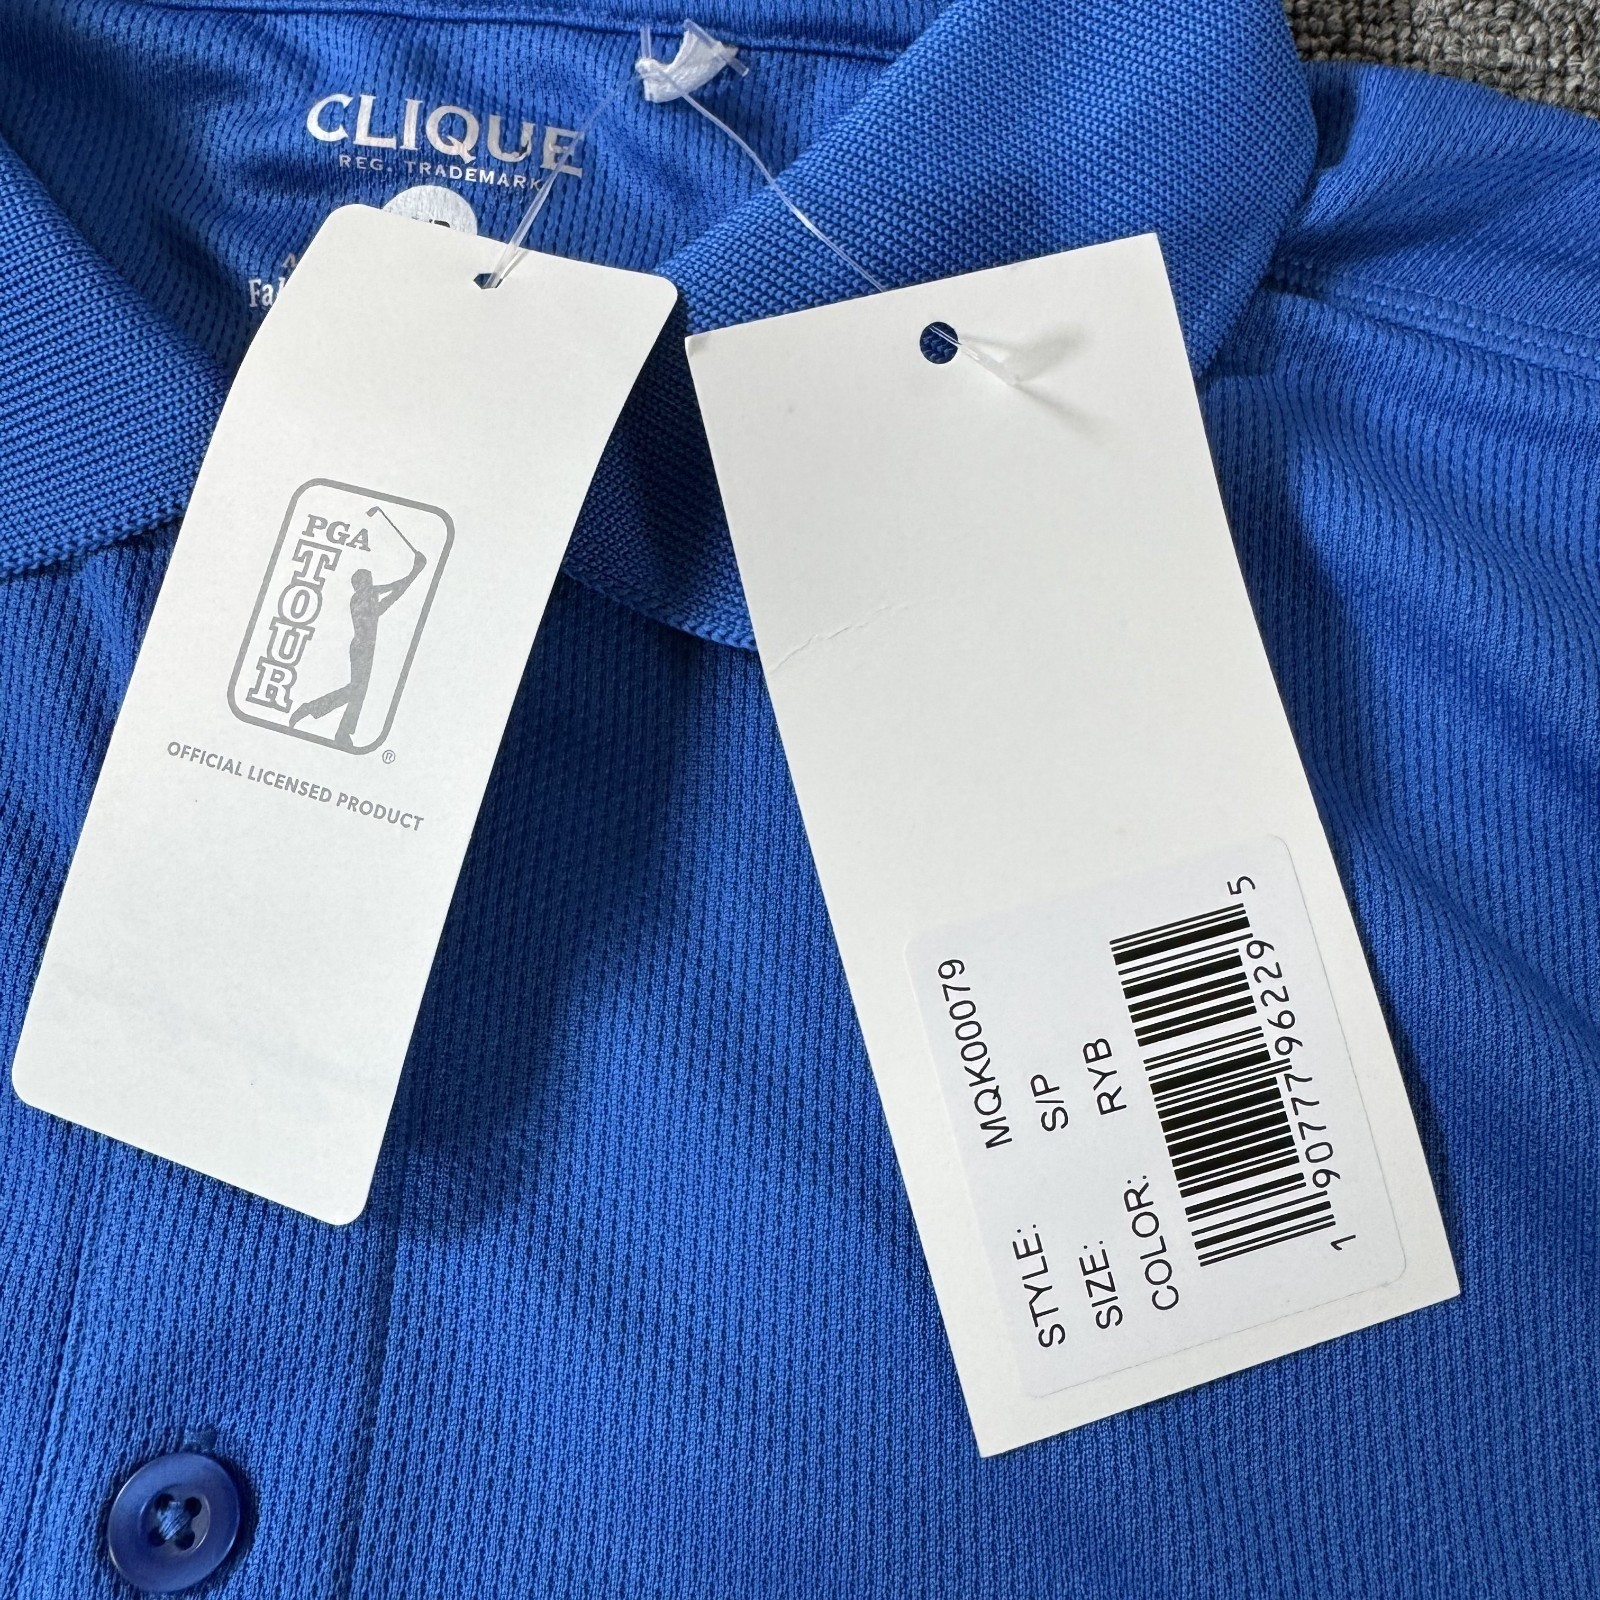 CLIQUE
REG. TRADEMARK
PGA
TOUR
®
OFFICIAL LICENSED PRODUCT
STYLE: MQK00079
SIZE: S/P
COLOR: RYB
1 90777 96229 5